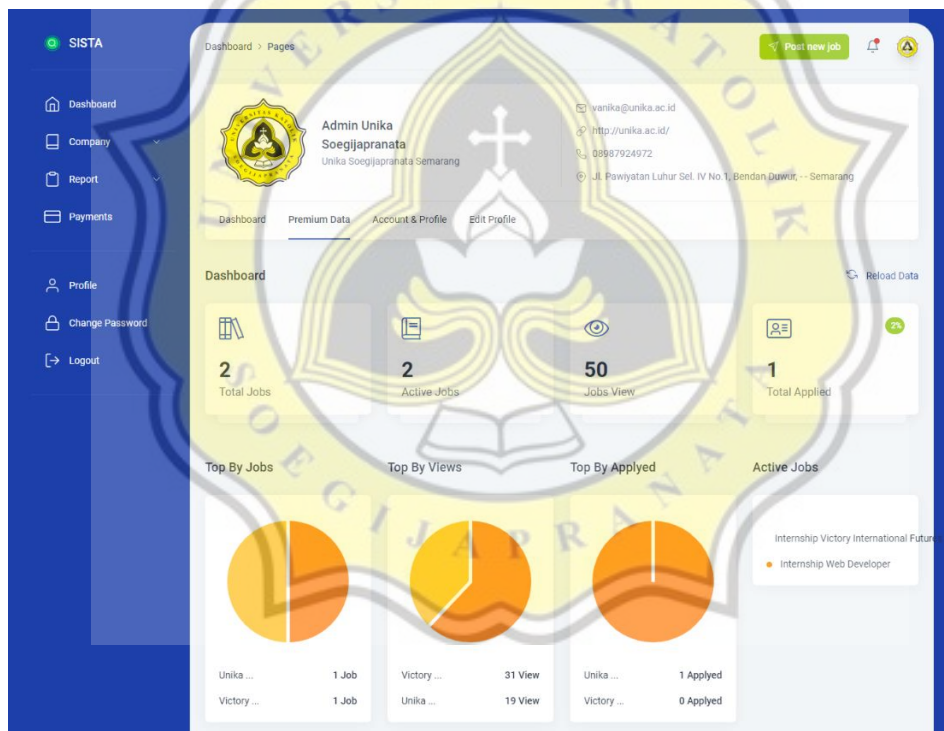 SISTA
Dashboard
Company
Report
Payments
Profile
Change Password
Logout
Dashboard > Pages
Post new job
Admin Unika
Soegijapranata
Unika Soegijapranata Semarang
vanika@unika.ac.id
http://unika.ac.id/
08987924972
Jl. Pawiyatan Luhur Sel. IV No.1, Bendan Duwur, - - Semarang
Dashboard Premium Data Account & Profile Edit Profile
Dashboard
Reload Data
2
Total Jobs
2
Active Jobs
50
Jobs View
2%
1
Total Applied
Top By Jobs
Unika ... 1 Job
Victory ... 1 Job
Top By Views
Victory ... 31 View
Unika ... 19 View
Top By Applyed
Unika ... 1 Applyed
Victory ... 0 Applyed
Active Jobs
Internship Victory International Future
Internship Web Developer
SOEGIJAPRANATA